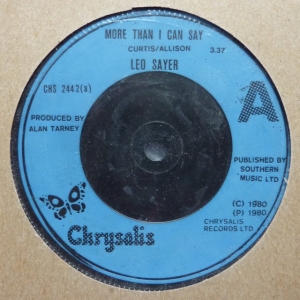 MORE THAN I CAN SAY
CURTIS/ALLISON
3.37
LEO SAYER
CHS 2442(a)
A
PRODUCED BY
ALAN TARNEY
PUBLISHED BY
SOUTHERN
MUSIC LTD
(C) 1980
(P) 1980
CHRYSALIS
RECORDS LTD
Chrysalis